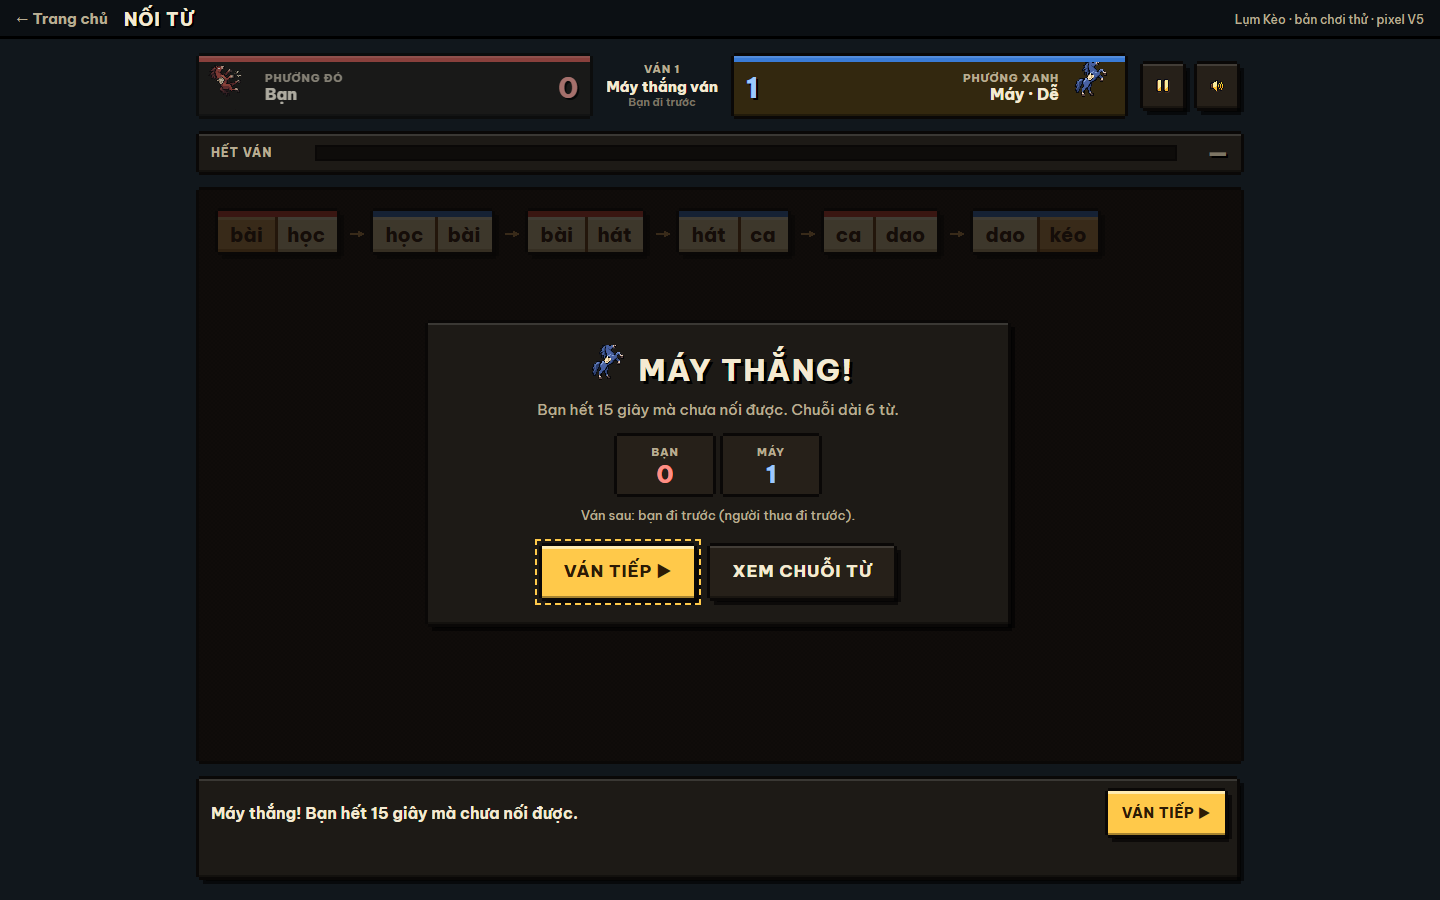 ← Trang chủ NỐI TỪ
Lụm Kèo · bản chơi thử · pixel V5
PHƯƠNG ĐỎ
Bạn
0
VÁN 1
Máy thắng ván
Bạn đi trước
1
PHƯƠNG XANH
Máy · Dễ
HẾT VÁN
—
bài học → học bài → bài hát → hát ca → ca dao → dao kéo
MÁY THẮNG!
Bạn hết 15 giây mà chưa nối được. Chuỗi dài 6 từ.
BẠN
0
MÁY
1
Ván sau: bạn đi trước (người thua đi trước).
VÁN TIẾP ▶
XEM CHUỖI TỪ
Máy thắng! Bạn hết 15 giây mà chưa nối được.
VÁN TIẾP ▶